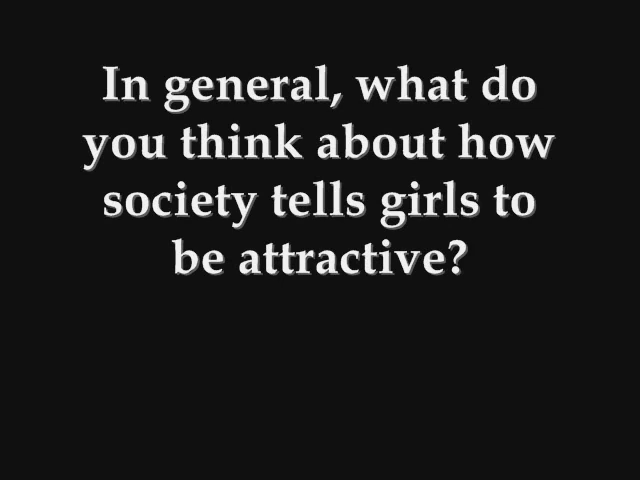 In general, what do
you think about how
society tells girls to
be attractive?